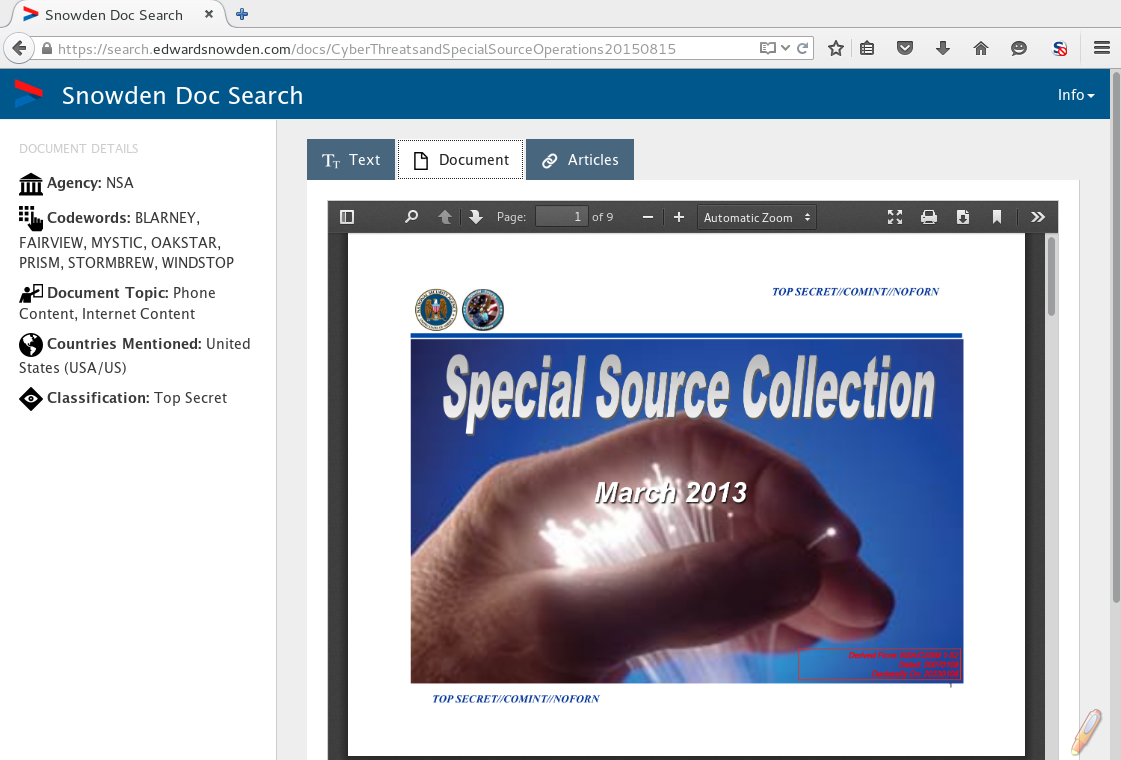 Snowden Doc Search
https://search.edwardsnowden.com/docs/CyberThreatsandSpecialSourceOperations20150815
Snowden Doc Search
Info
DOCUMENT DETAILS
Agency: NSA
Codewords: BLARNEY,
FAIRVIEW, MYSTIC, OAKSTAR,
PRISM, STORMBREW, WINDSTOP
Document Topic: Phone
Content, Internet Content
Countries Mentioned: United
States (USA/US)
Classification: Top Secret
Text
Document
Articles
Page: 1 of 9
Automatic Zoom
TOP SECRET//COMINT//NOFORN
Special Source Collection
March 2013
TOP SECRET//COMINT//NOFORN